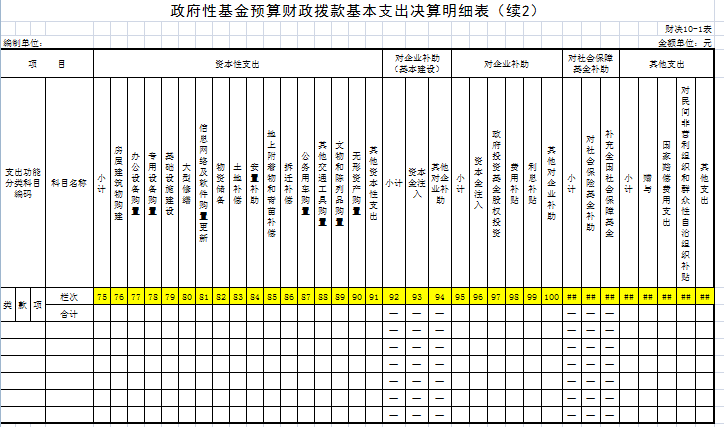 政府性基金预算财政拨款基本支出决算明细表（续2）
财决10-1表
编制单位：
金额单位：元
项 目
资本性支出
对企业补助（基本建设）
对企业补助
对社会保障基金补助
其他支出
支出功能分类科目编码
科目名称
小计
房屋建筑物购建
办公设备购置
专用设备购置
基础设施建设
大型修缮
信息网络及软件购置更新
物资储备
土地补偿
安置补助
地上附着物和青苗补偿
拆迁补偿
公务用车购置
其他交通工具购置
文物和陈列品购置
无形资产购置
其他资本性支出
小计
资本金注入
其他对企业补助
小计
资本金注入
政府投资基金股权投资
费用补贴
利息补贴
其他对企业补助
小计
对社会保险基金补助
补充全国社会保障基金
小计
赠与
国家赔偿费用支出
对民间非营利组织和群众性自治组织补贴
其他支出
类 款 项 栏次 75 76 77 78 79 80 81 82 83 84 85 86 87 88 89 90 91 92 93 94 95 96 97 98 99 100 ## ## ## ## ## ## ## ##
合计 — — — — — —
— — — — — —
— — — — — —
— — — — — —
— — — — — —
— — — — — —
— — — — — —